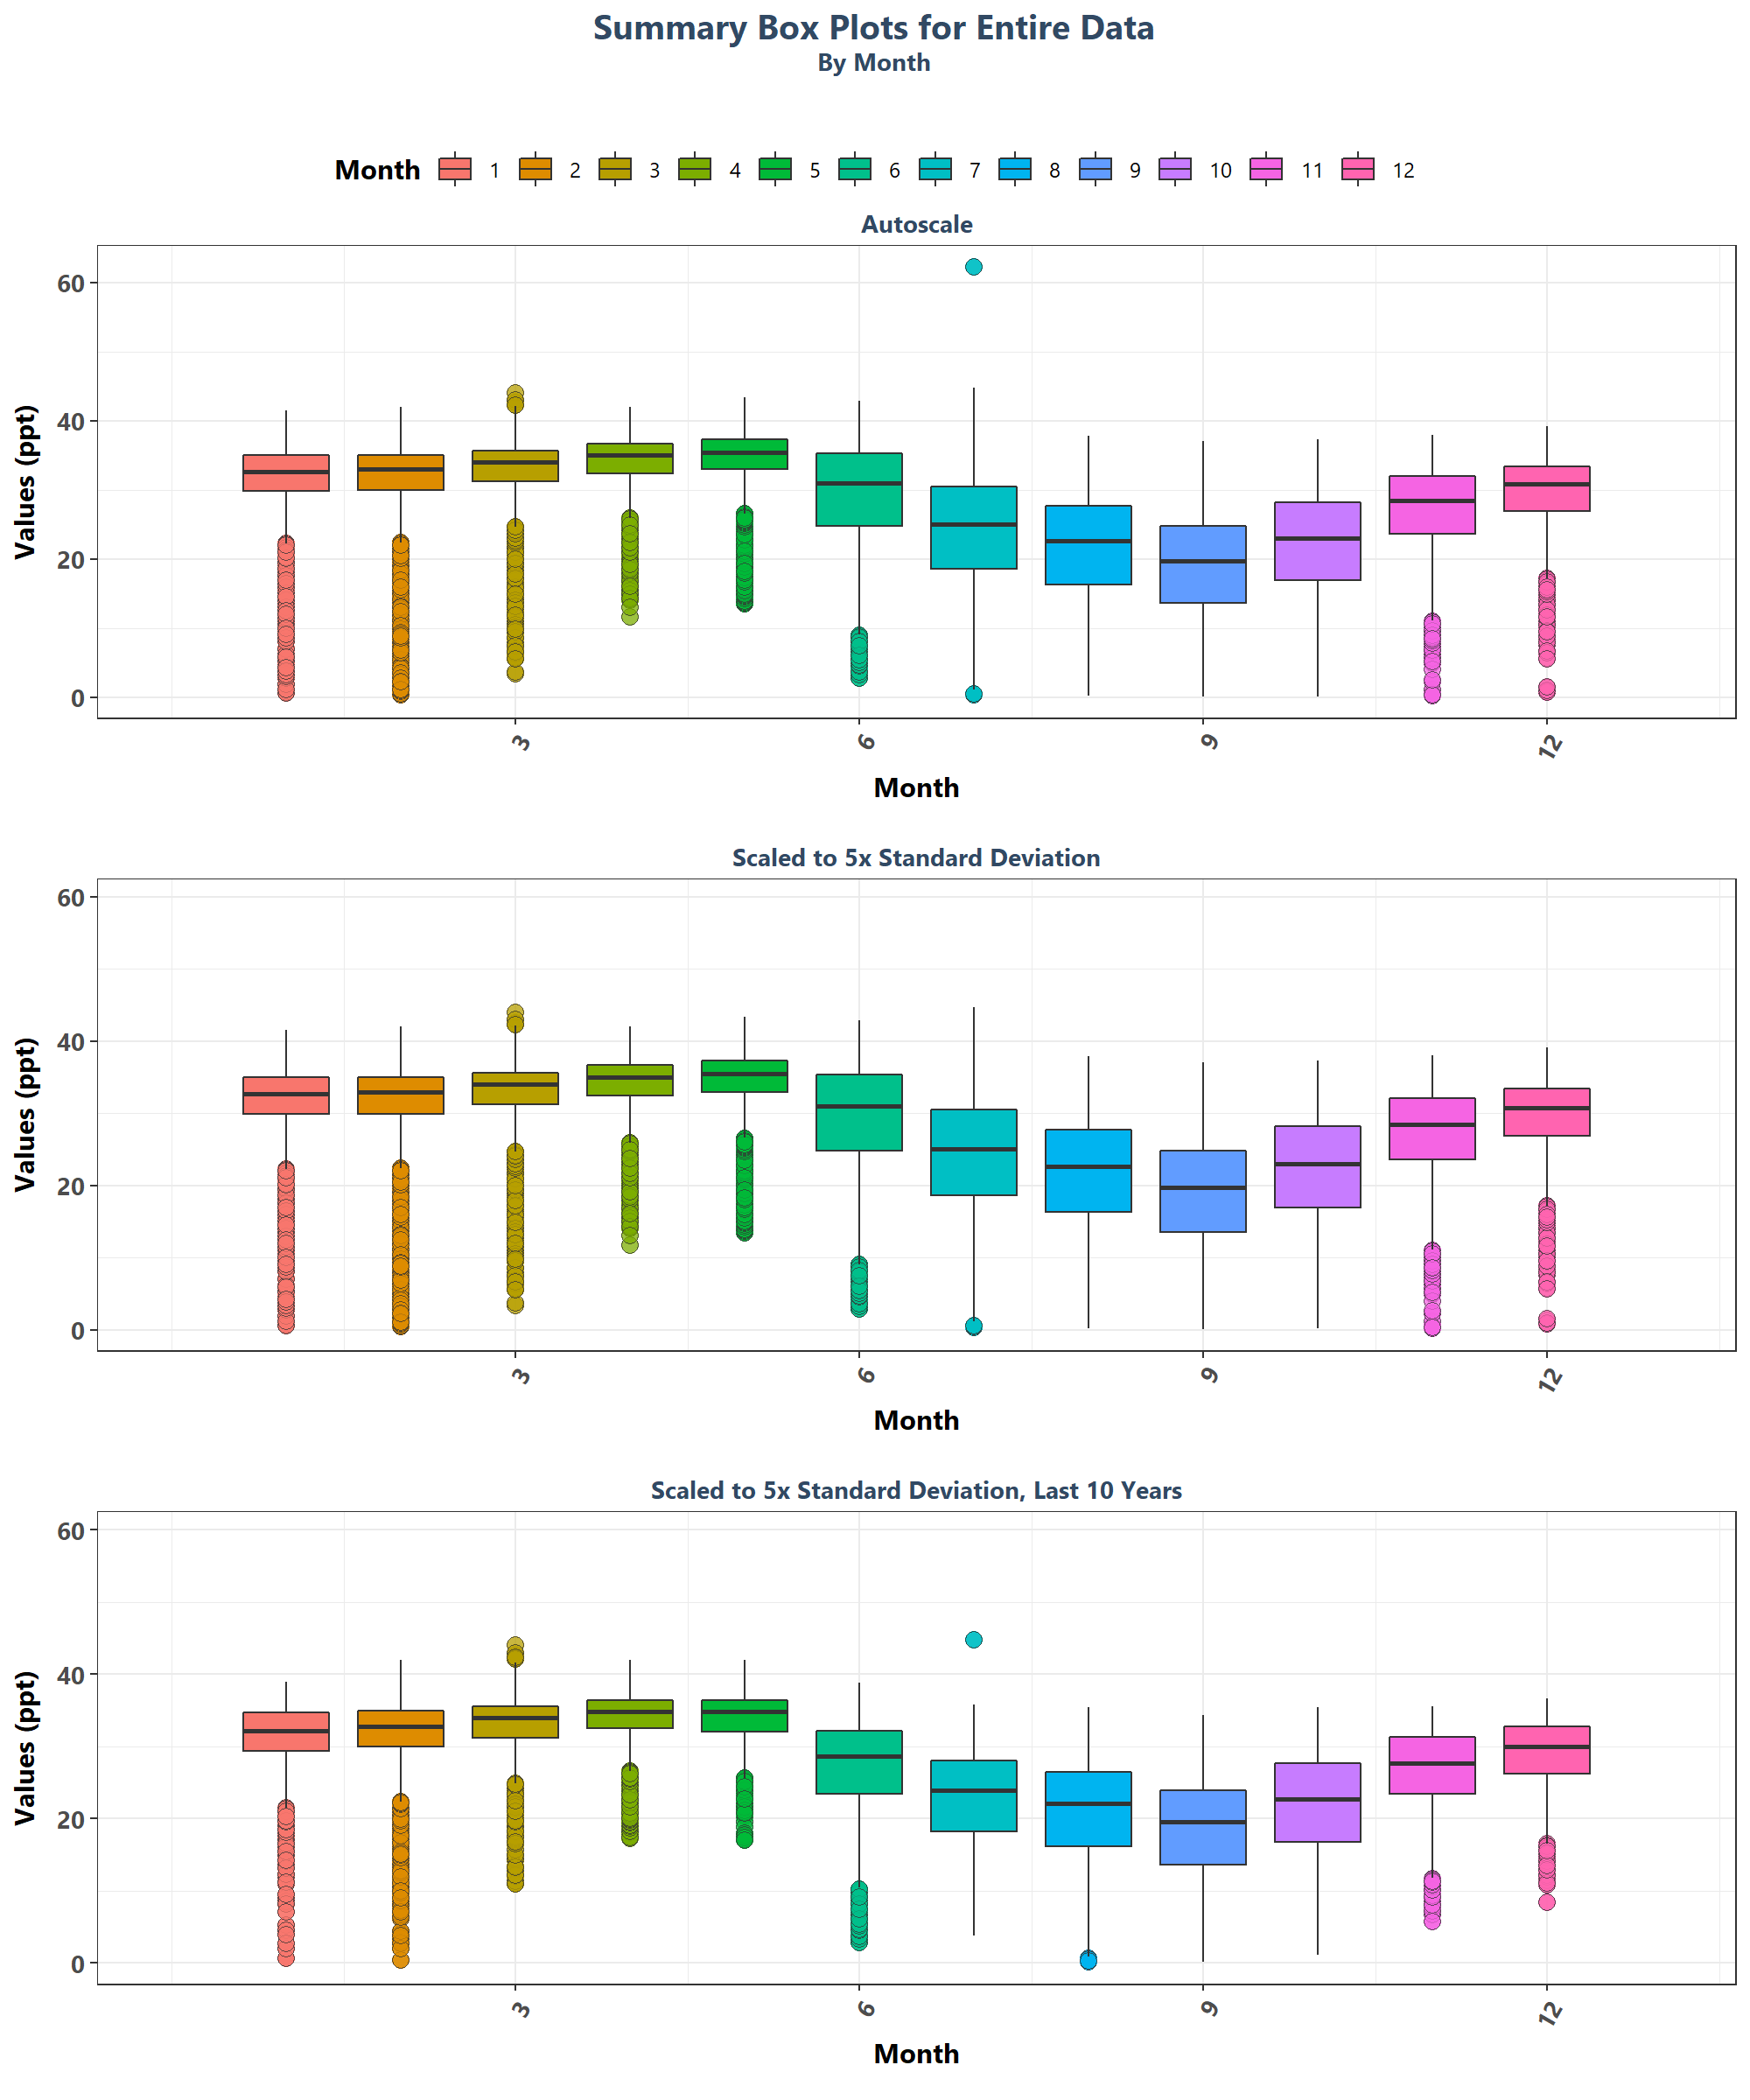 Summary Box Plots for Entire Data
By Month
Month 1 2 3 4 5 6 7 8 9 10 11 12
Autoscale
Values (ppt)
60
40
20
0
3 6 9 12
Month
Scaled to 5x Standard Deviation
Values (ppt)
60
40
20
0
3 6 9 12
Month
Scaled to 5x Standard Deviation, Last 10 Years
Values (ppt)
60
40
20
0
3 6 9 12
Month